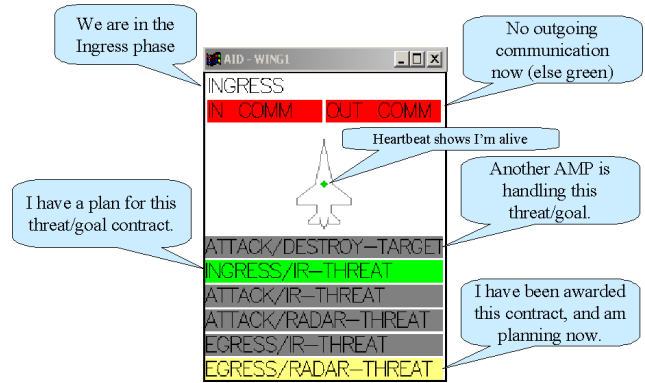 We are in the
Ingress phase
AID - WING1
No outgoing
communication
now (else green)
INGRESS
IN COMM OUT COMM
Heartbeat shows I'm alive
Another AMP is
handling this
threat/goal.
I have a plan for this
threat/goal contract.
ATTACK/DESTROY-TARGET
INGRESS/IR-THREAT
ATTACK/IR-THREAT
ATTACK/RADAR-THREAT
EGRESS/IR-THREAT
EGRESS/RADAR-THREAT
I have been awarded
this contract, and am
planning now.